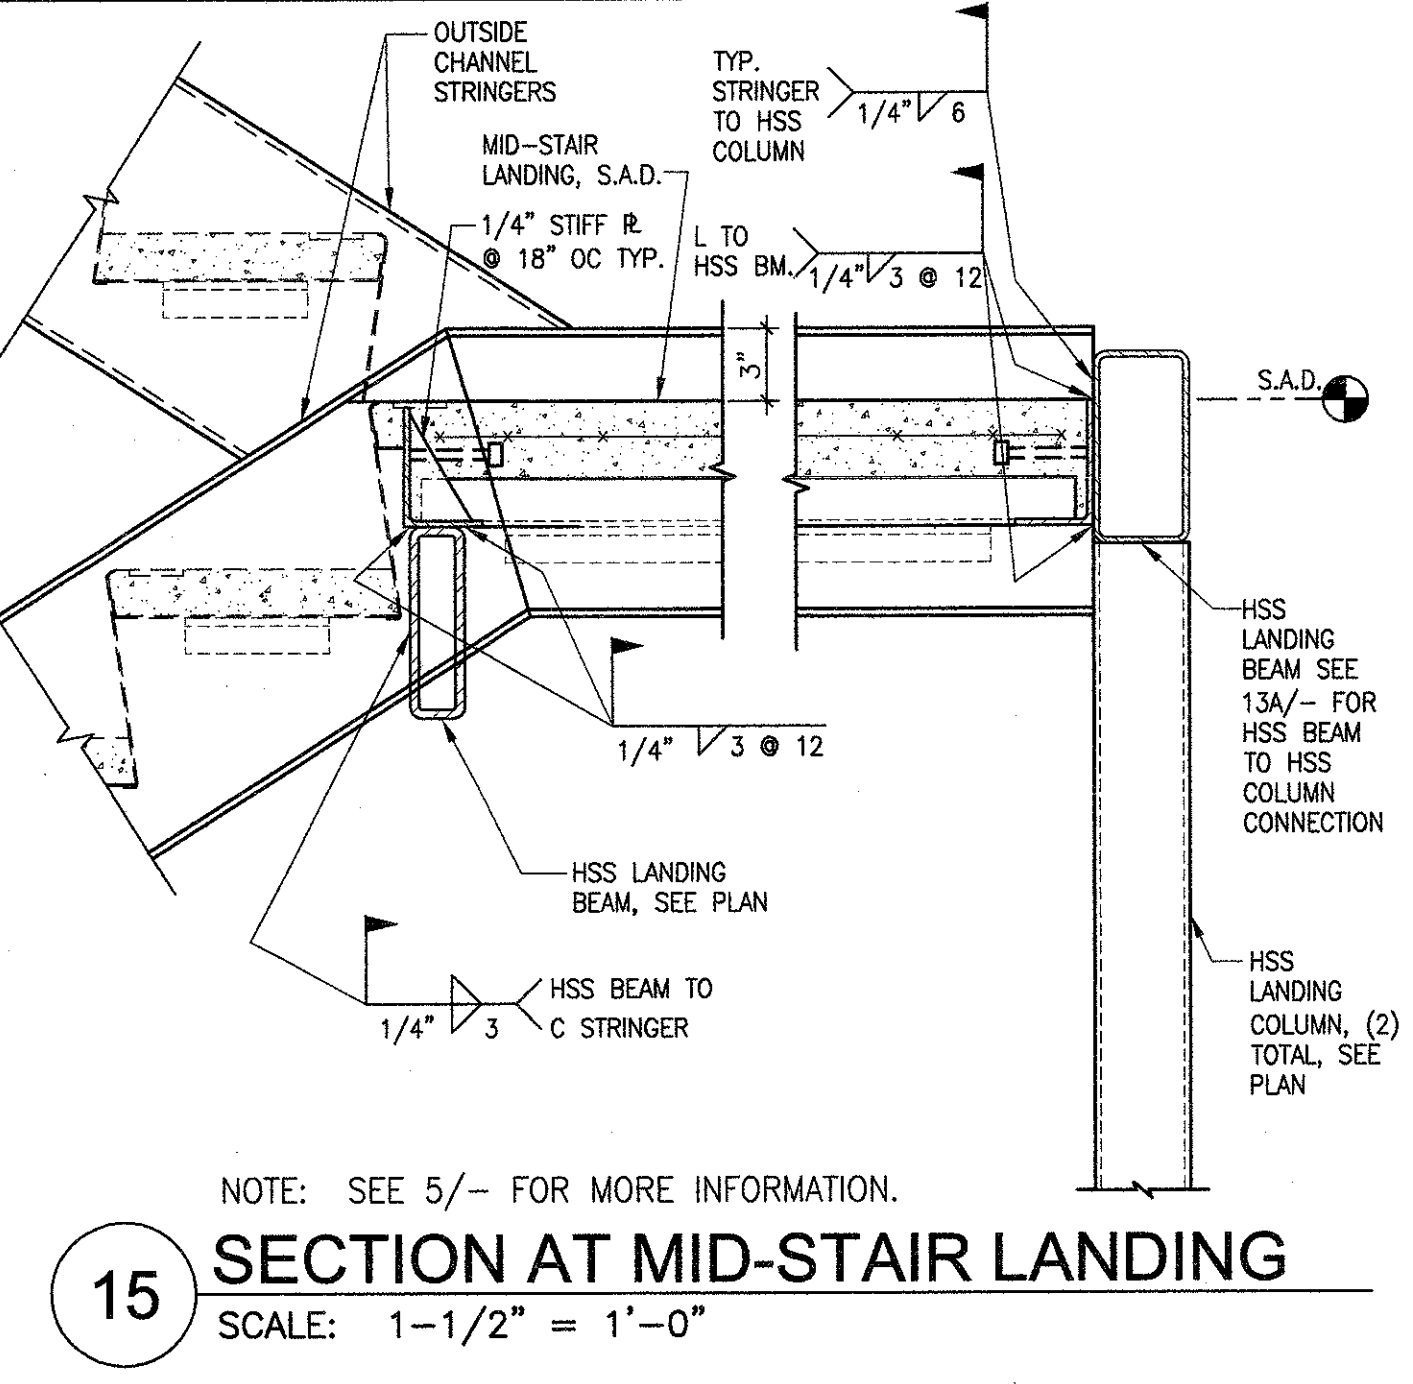 OUTSIDE
CHANNEL
STRINGERS
TYP.
STRINGER
TO HSS
COLUMN
1/4" 6
MID-STAIR
LANDING, S.A.D.
1/4" STIFF ℞
@ 18" OC TYP.
L TO
HSS BM.
1/4" 3 @ 12
3"
S.A.D.
HSS
LANDING
BEAM SEE
13A/- FOR
HSS BEAM
TO HSS
COLUMN
CONNECTION
1/4" 3 @ 12
HSS LANDING
BEAM, SEE PLAN
HSS BEAM TO
C STRINGER
1/4" 3
HSS
LANDING
COLUMN, (2)
TOTAL, SEE
PLAN
NOTE: SEE 5/- FOR MORE INFORMATION.
15
SECTION AT MID-STAIR LANDING
SCALE: 1-1/2" = 1'-0"